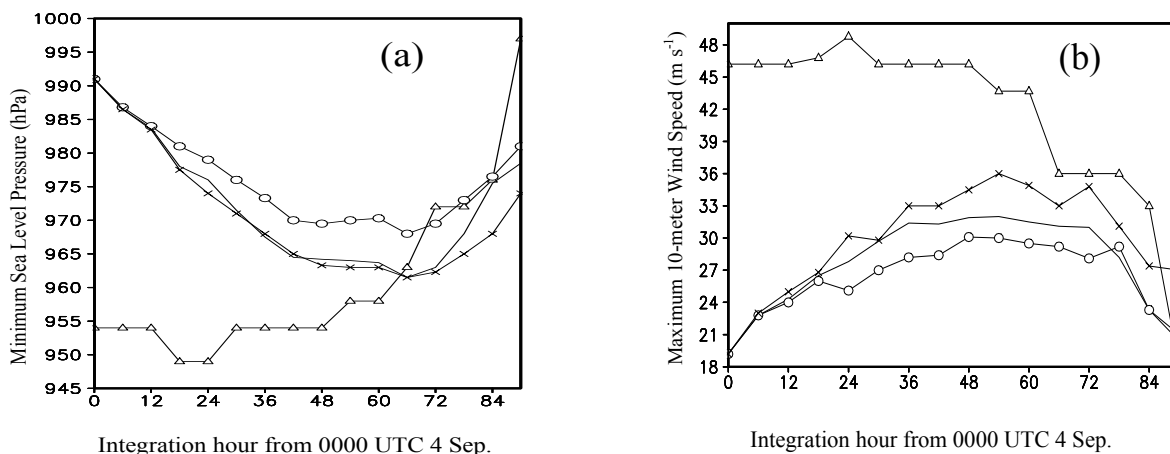 Minimum Sea Level Pressure (hPa)
1000
995
990
985
980
975
970
965
960
955
950
945
(a)
0 12 24 36 48 60 72 84
Integration hour from 0000 UTC 4 Sep.
Maximum 10-meter Wind Speed (m s-1)
48
45
42
39
36
33
30
27
24
21
18
(b)
0 12 24 36 48 60 72 84
Integration hour from 0000 UTC 4 Sep.